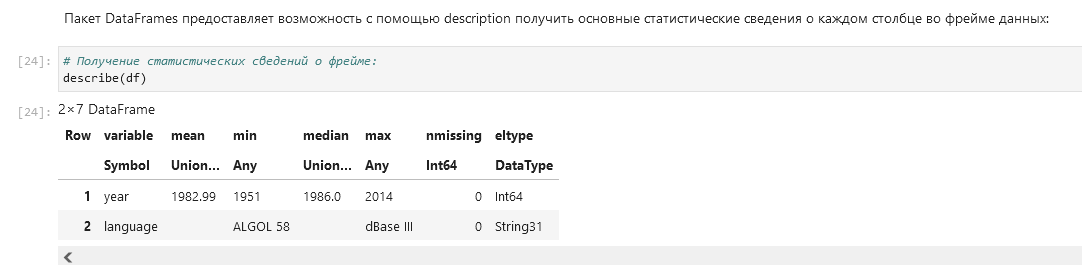 Пакет DataFrames предоставляет возможность с помощью description получить основные статистические сведения о каждом столбце во фрейме данных:
[24]: # Получение статистических сведений о фрейме:
describe(df)
[24]: 2×7 DataFrame
Row variable mean min median max nmissing eltype
Symbol Union… Any Union… Any Int64 DataType
1 year 1982.99 1951 1986.0 2014 0 Int64
2 language ALGOL 58 dBase III 0 String31